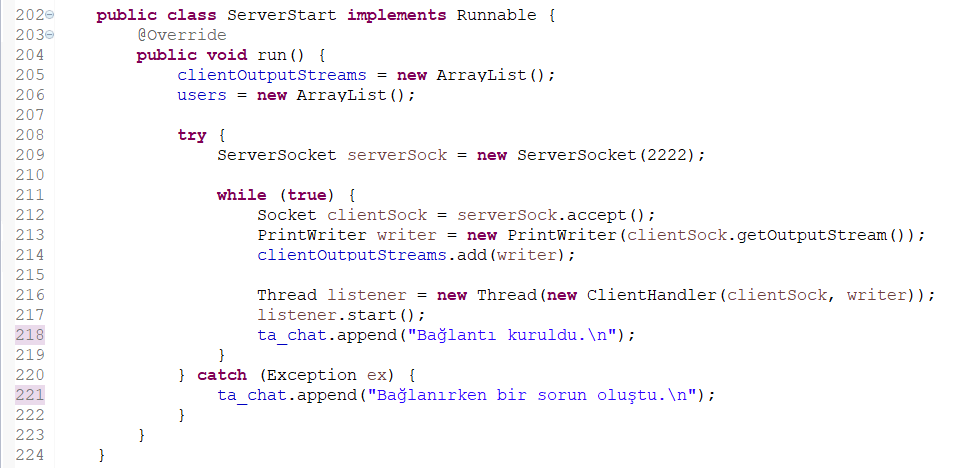 202 public class ServerStart implements Runnable {
203 @Override
204 public void run() {
205 clientOutputStreams = new ArrayList();
206 users = new ArrayList();
207
208 try {
209 ServerSocket serverSock = new ServerSocket(2222);
210
211 while (true) {
212 Socket clientSock = serverSock.accept();
213 PrintWriter writer = new PrintWriter(clientSock.getOutputStream());
214 clientOutputStreams.add(writer);
215
216 Thread listener = new Thread(new ClientHandler(clientSock, writer));
217 listener.start();
218 ta_chat.append("Bağlantı kuruldu.\n");
219 }
220 } catch (Exception ex) {
221 ta_chat.append("Bağlanırken bir sorun oluştu.\n");
222 }
223 }
224 }